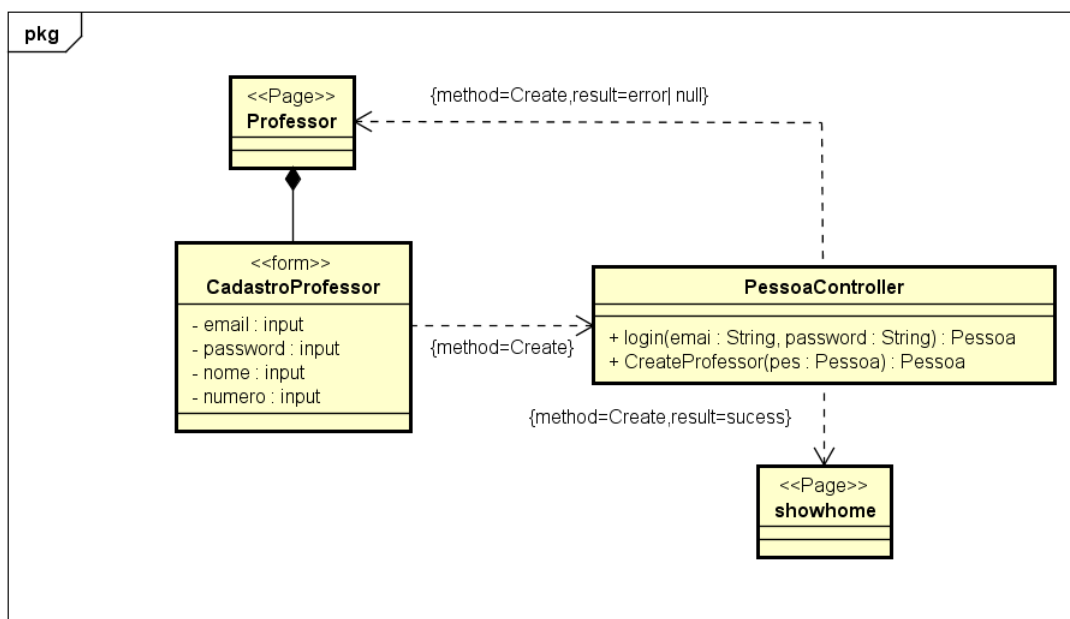 pkg
<<Page>>
Professor
{method=Create,result=error| null}
<<form>>
CadastroProfessor
- email : input
- password : input
- nome : input
- numero : input
{method=Create}
PessoaController
+ login(emai : String, password : String) : Pessoa
+ CreateProfessor(pes : Pessoa) : Pessoa
{method=Create,result=sucess}
<<Page>>
showhome